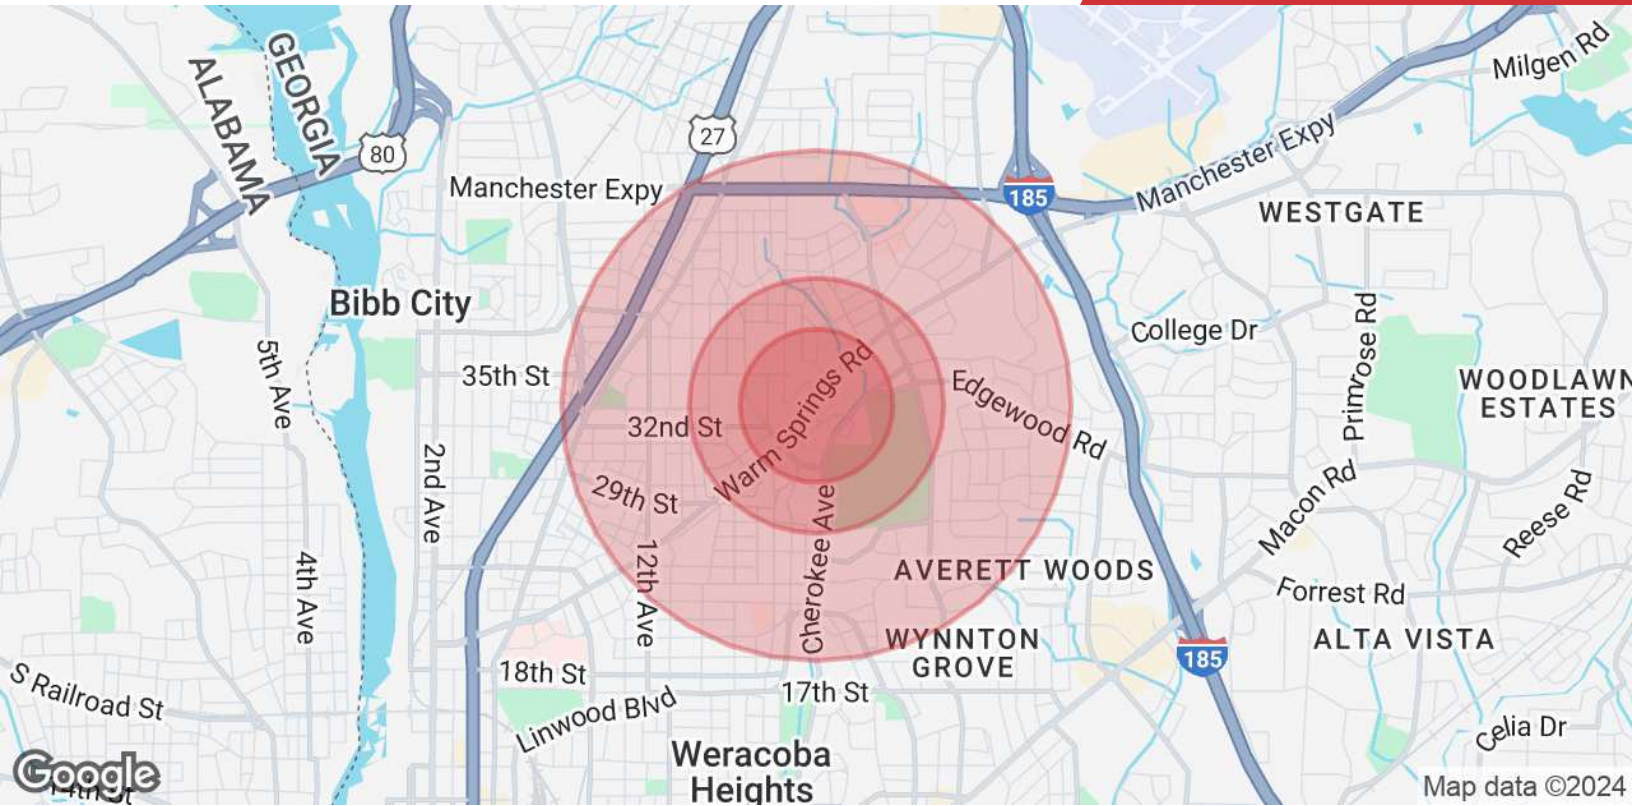 Milgen Rd
GEORGIA
ALABAMA
27
80
Manchester Expy
Manchester Expy
185
WESTGATE
Bibb City
College Dr
Primrose Rd
5th Ave
35th St
Warm Springs Rd
Edgewood Rd
WOODLAWN
ESTATES
32nd St
2nd Ave
29th St
Macon Rd
Reese Rd
Cherokee Ave
12th Ave
4th Ave
AVERETT WOODS
Forrest Rd
WYNNTON
GROVE
ALTA VISTA
185
18th St
S Railroad St
17th St
Linwood Blvd
Celia Dr
Weracoba
Heights
Google
14th St
Map data ©2024